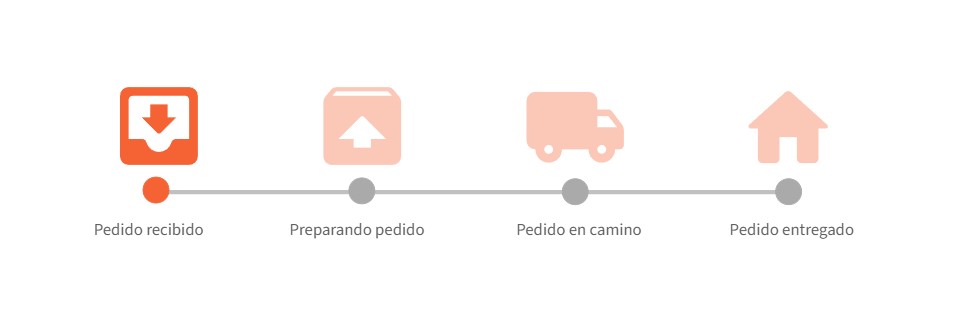 Pedido recibido
Preparando pedido
Pedido en camino
Pedido entregado